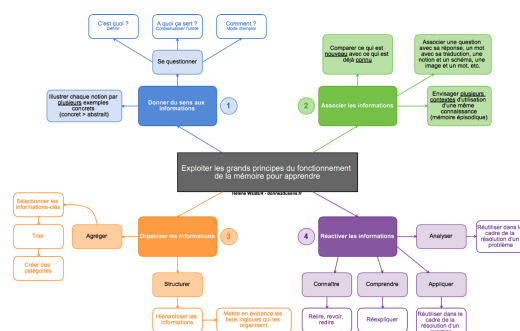 C'est quoi ?
Définir
A quoi ça sert ?
Contextualiser l'utilité
Comment ?
Mode d'emploi
Se questionner
Illustrer chaque notion par
plusieurs exemples
concrets
(concret > abstrait)
Donner du sens aux
informations
1
Comparer ce qui est
nouveau avec ce qui est
déjà connu
Associer une question
avec sa réponse, un mot
avec sa traduction, une
notion et un schéma, une
image et un mot, etc.
2
Associer les informations
Envisager plusieurs
contextes d'utilisation
d'une même
connaissance
(mémoire épisodique)
Exploiter les grands principes du fonctionnement
de la mémoire pour apprendre
Hélène WEBER - donnezdusens.fr
Sélectionner les
informations-clés
Trier
Créer des
catégories
Agréger
Organiser les informations
3
Structurer
Hiérarchiser les
informations
Mettre en évidence les
liens logiques qui les
organisent
4
Réactiver les informations
Analyser
Réutiliser dans le
cadre de la
résolution d'un
problème
Connaître
Comprendre
Appliquer
Relire, revoir,
redire
Réexpliquer
Réutiliser dans le
cadre de la
résolution d'un